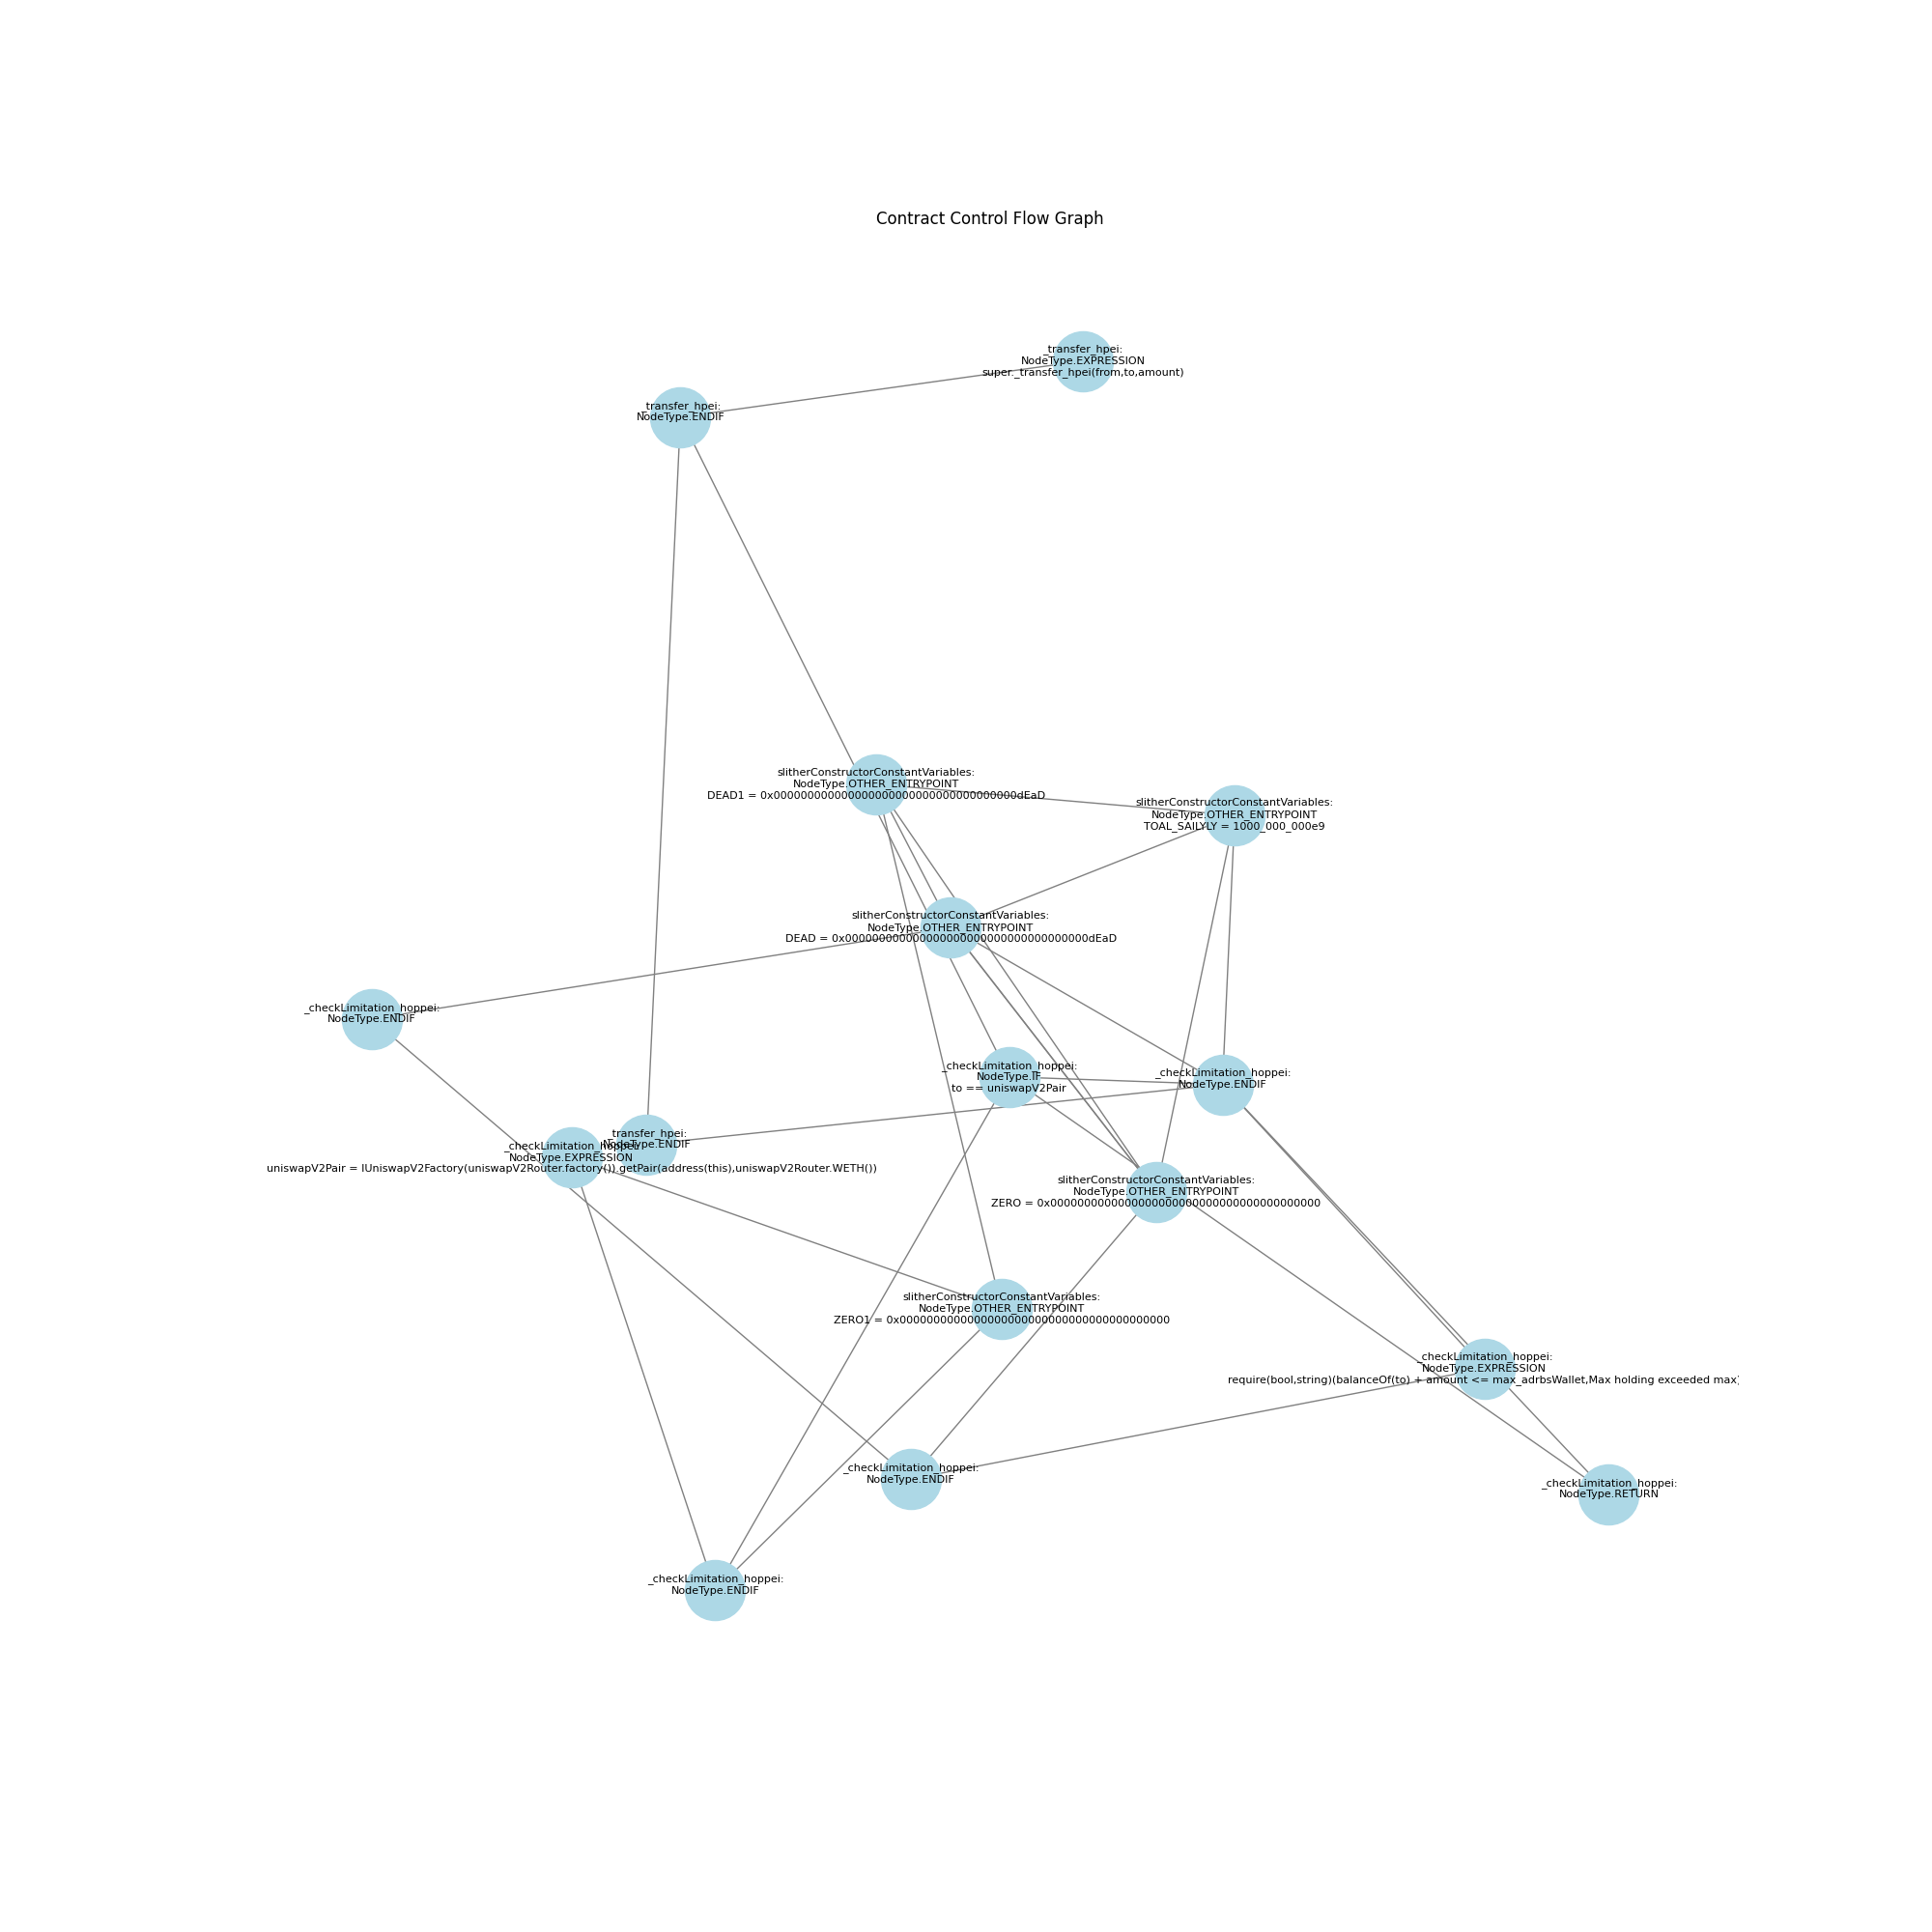 Contract Control Flow Graph
_transfer_hpei:
NodeType.EXPRESSION
super._transfer_hpei(from,to,amount)
_transfer_hpei:
NodeType.ENDIF
slitherConstructorConstantVariables:
NodeType.OTHER_ENTRYPOINT
DEAD1 = 0x000000000000000000000000000000000000dEaD
slitherConstructorConstantVariables:
NodeType.OTHER_ENTRYPOINT
TOAL_SAILYLY = 1000_000_000e9
slitherConstructorConstantVariables:
NodeType.OTHER_ENTRYPOINT
DEAD = 0x000000000000000000000000000000000000dEaD
_checkLimitation_hoppei:
NodeType.ENDIF
_checkLimitation_hoppei:
NodeType.IF
to == uniswapV2Pair
_checkLimitation_hoppei:
NodeType.ENDIF
_transfer_hpei:
NodeType.ENDIF
_checkLimitation_hoppei:
NodeType.EXPRESSION
uniswapV2Pair = IUniswapV2Factory(uniswapV2Router.factory()).getPair(address(this),uniswapV2Router.WETH())
slitherConstructorConstantVariables:
NodeType.OTHER_ENTRYPOINT
ZERO = 0x0000000000000000000000000000000000000000
slitherConstructorConstantVariables:
NodeType.OTHER_ENTRYPOINT
ZERO1 = 0x0000000000000000000000000000000000000000
_checkLimitation_hoppei:
NodeType.EXPRESSION
require(bool,string)(balanceOf(to) + amount <= max_adrbsWallet,Max holding exceeded max)
_checkLimitation_hoppei:
NodeType.ENDIF
_checkLimitation_hoppei:
NodeType.RETURN
_checkLimitation_hoppei:
NodeType.ENDIF